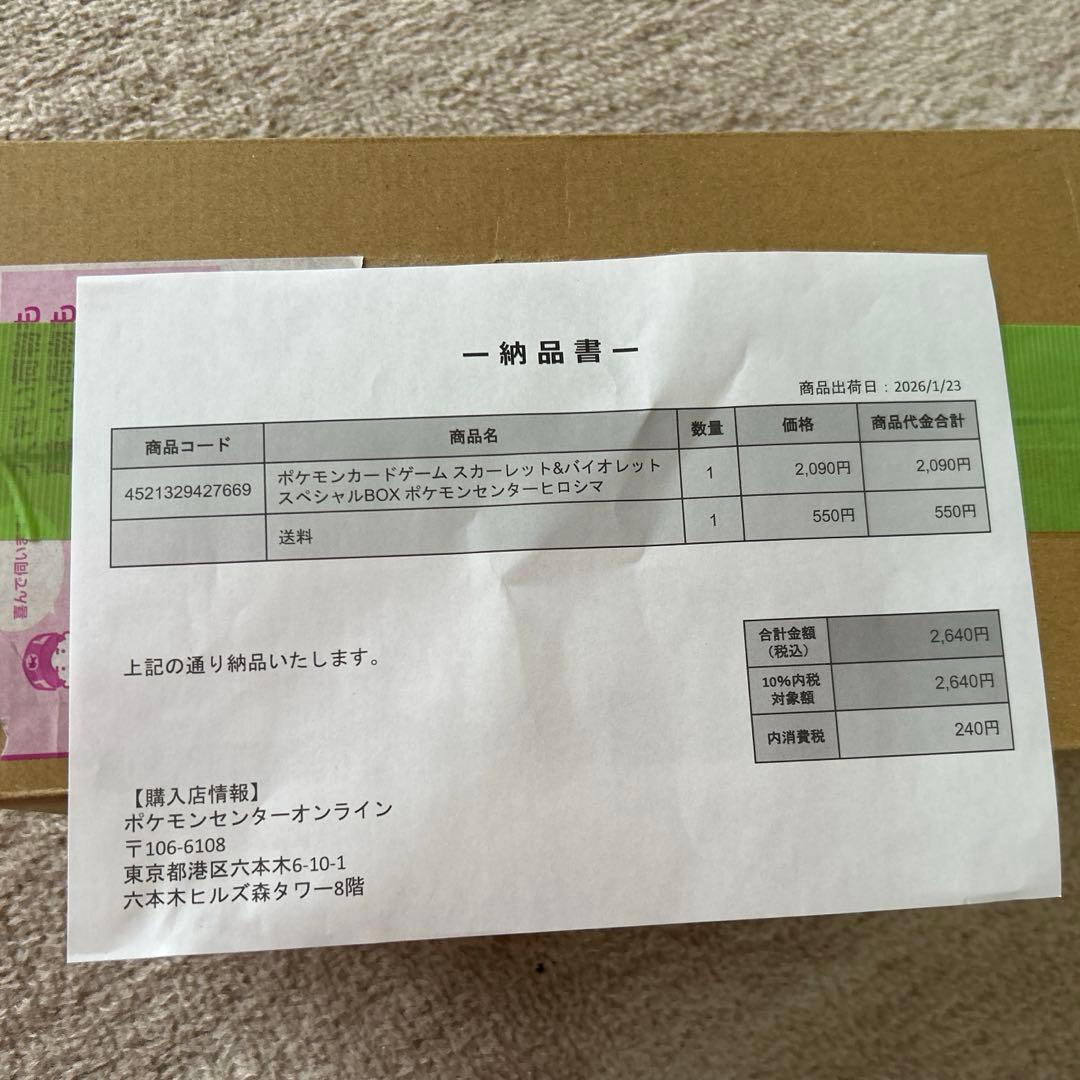 ー納品書ー
商品出荷日：2026/1/23
商品コード 商品名 数量 価格 商品代金合計
4521329427669 ポケモンカードゲーム スカーレット&バイオレット 1 2,090円 2,090円
スペシャルBOX ポケモンセンターヒロシマ
送料 1 550円 550円
合計金額 2,640円
（税込）
10%内税 2,640円
対象額
内消費税 240円
上記の通り納品いたします。
【購入店情報】
ポケモンセンターオンライン
〒106-6108
東京都港区六本木6-10-1
六本木ヒルズ森タワー8階